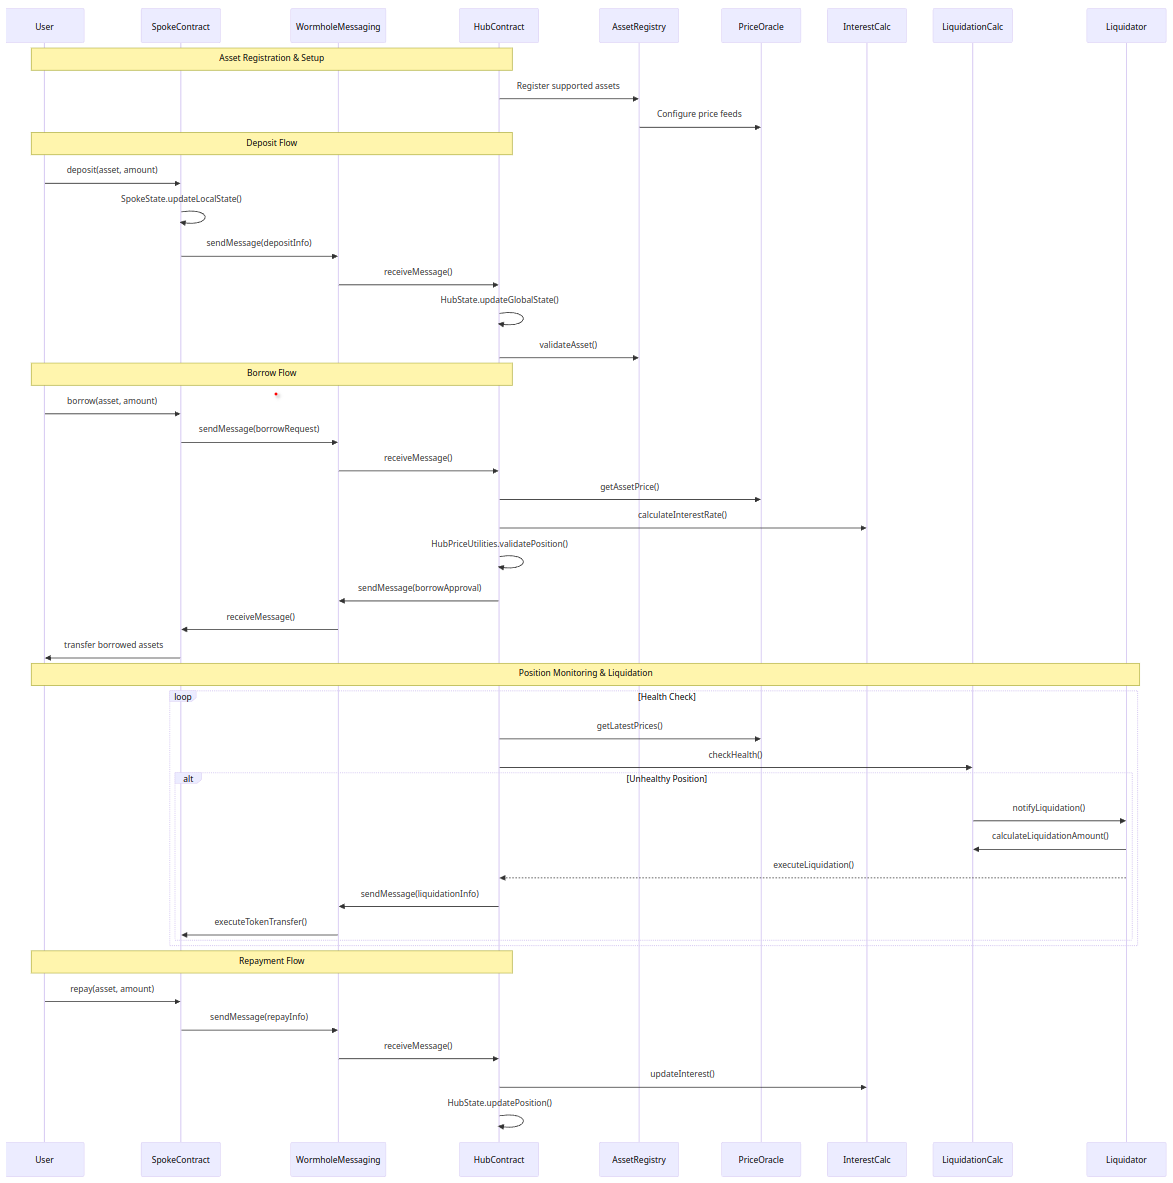 User
SpokeContract
WormholeMessaging
HubContract
AssetRegistry
PriceOracle
InterestCalc
LiquidationCalc
Liquidator
Asset Registration & Setup
Register supported assets
Configure price feeds
Deposit Flow
deposit(asset, amount)
SpokeState.updateLocalState()
sendMessage(depositInfo)
receiveMessage()
HubState.updateGlobalState()
validateAsset()
Borrow Flow
borrow(asset, amount)
sendMessage(borrowRequest)
receiveMessage()
getAssetPrice()
calculateInterestRate()
HubPriceUtilities.validatePosition()
sendMessage(borrowApproval)
receiveMessage()
transfer borrowed assets
Position Monitoring & Liquidation
loop
[Health Check]
getLatestPrices()
checkHealth()
alt
[Unhealthy Position]
notifyLiquidation()
calculateLiquidationAmount()
executeLiquidation()
sendMessage(liquidationInfo)
executeTokenTransfer()
Repayment Flow
repay(asset, amount)
sendMessage(repayInfo)
receiveMessage()
updateInterest()
HubState.updatePosition()
User
SpokeContract
WormholeMessaging
HubContract
AssetRegistry
PriceOracle
InterestCalc
LiquidationCalc
Liquidator